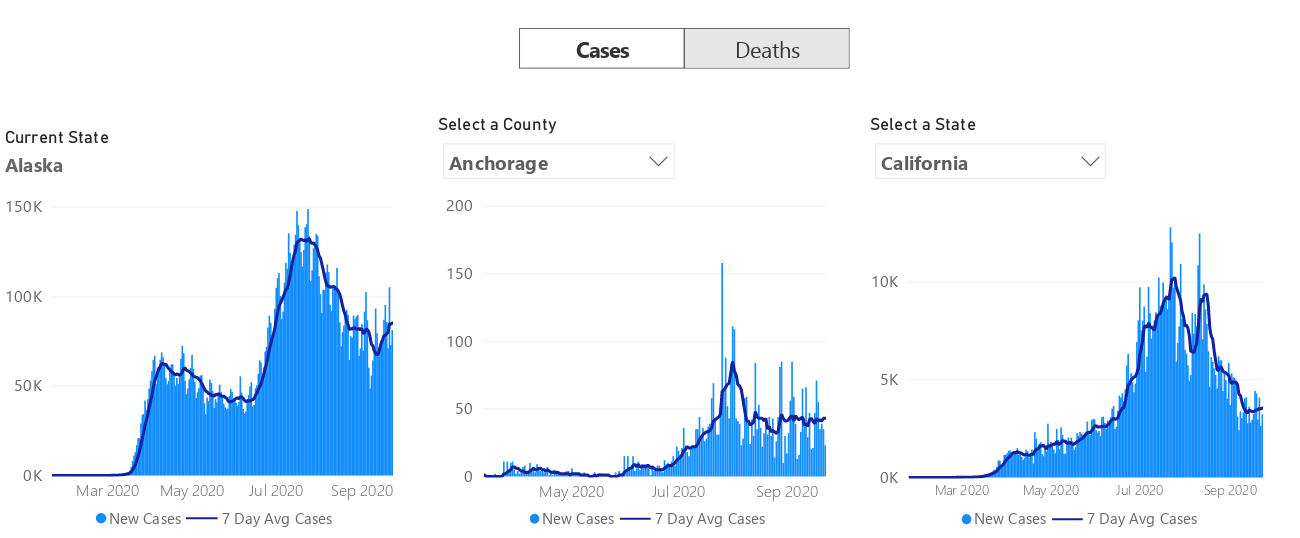 Cases Deaths
Current State
Alaska
150K
100K
50K
0K
Mar 2020 May 2020 Jul 2020 Sep 2020
New Cases 7 Day Avg Cases
Select a County
Anchorage
200
150
100
50
0
May 2020 Jul 2020 Sep 2020
New Cases 7 Day Avg Cases
Select a State
California
10K
5K
0K
Mar 2020 May 2020 Jul 2020 Sep 2020
New Cases 7 Day Avg Cases